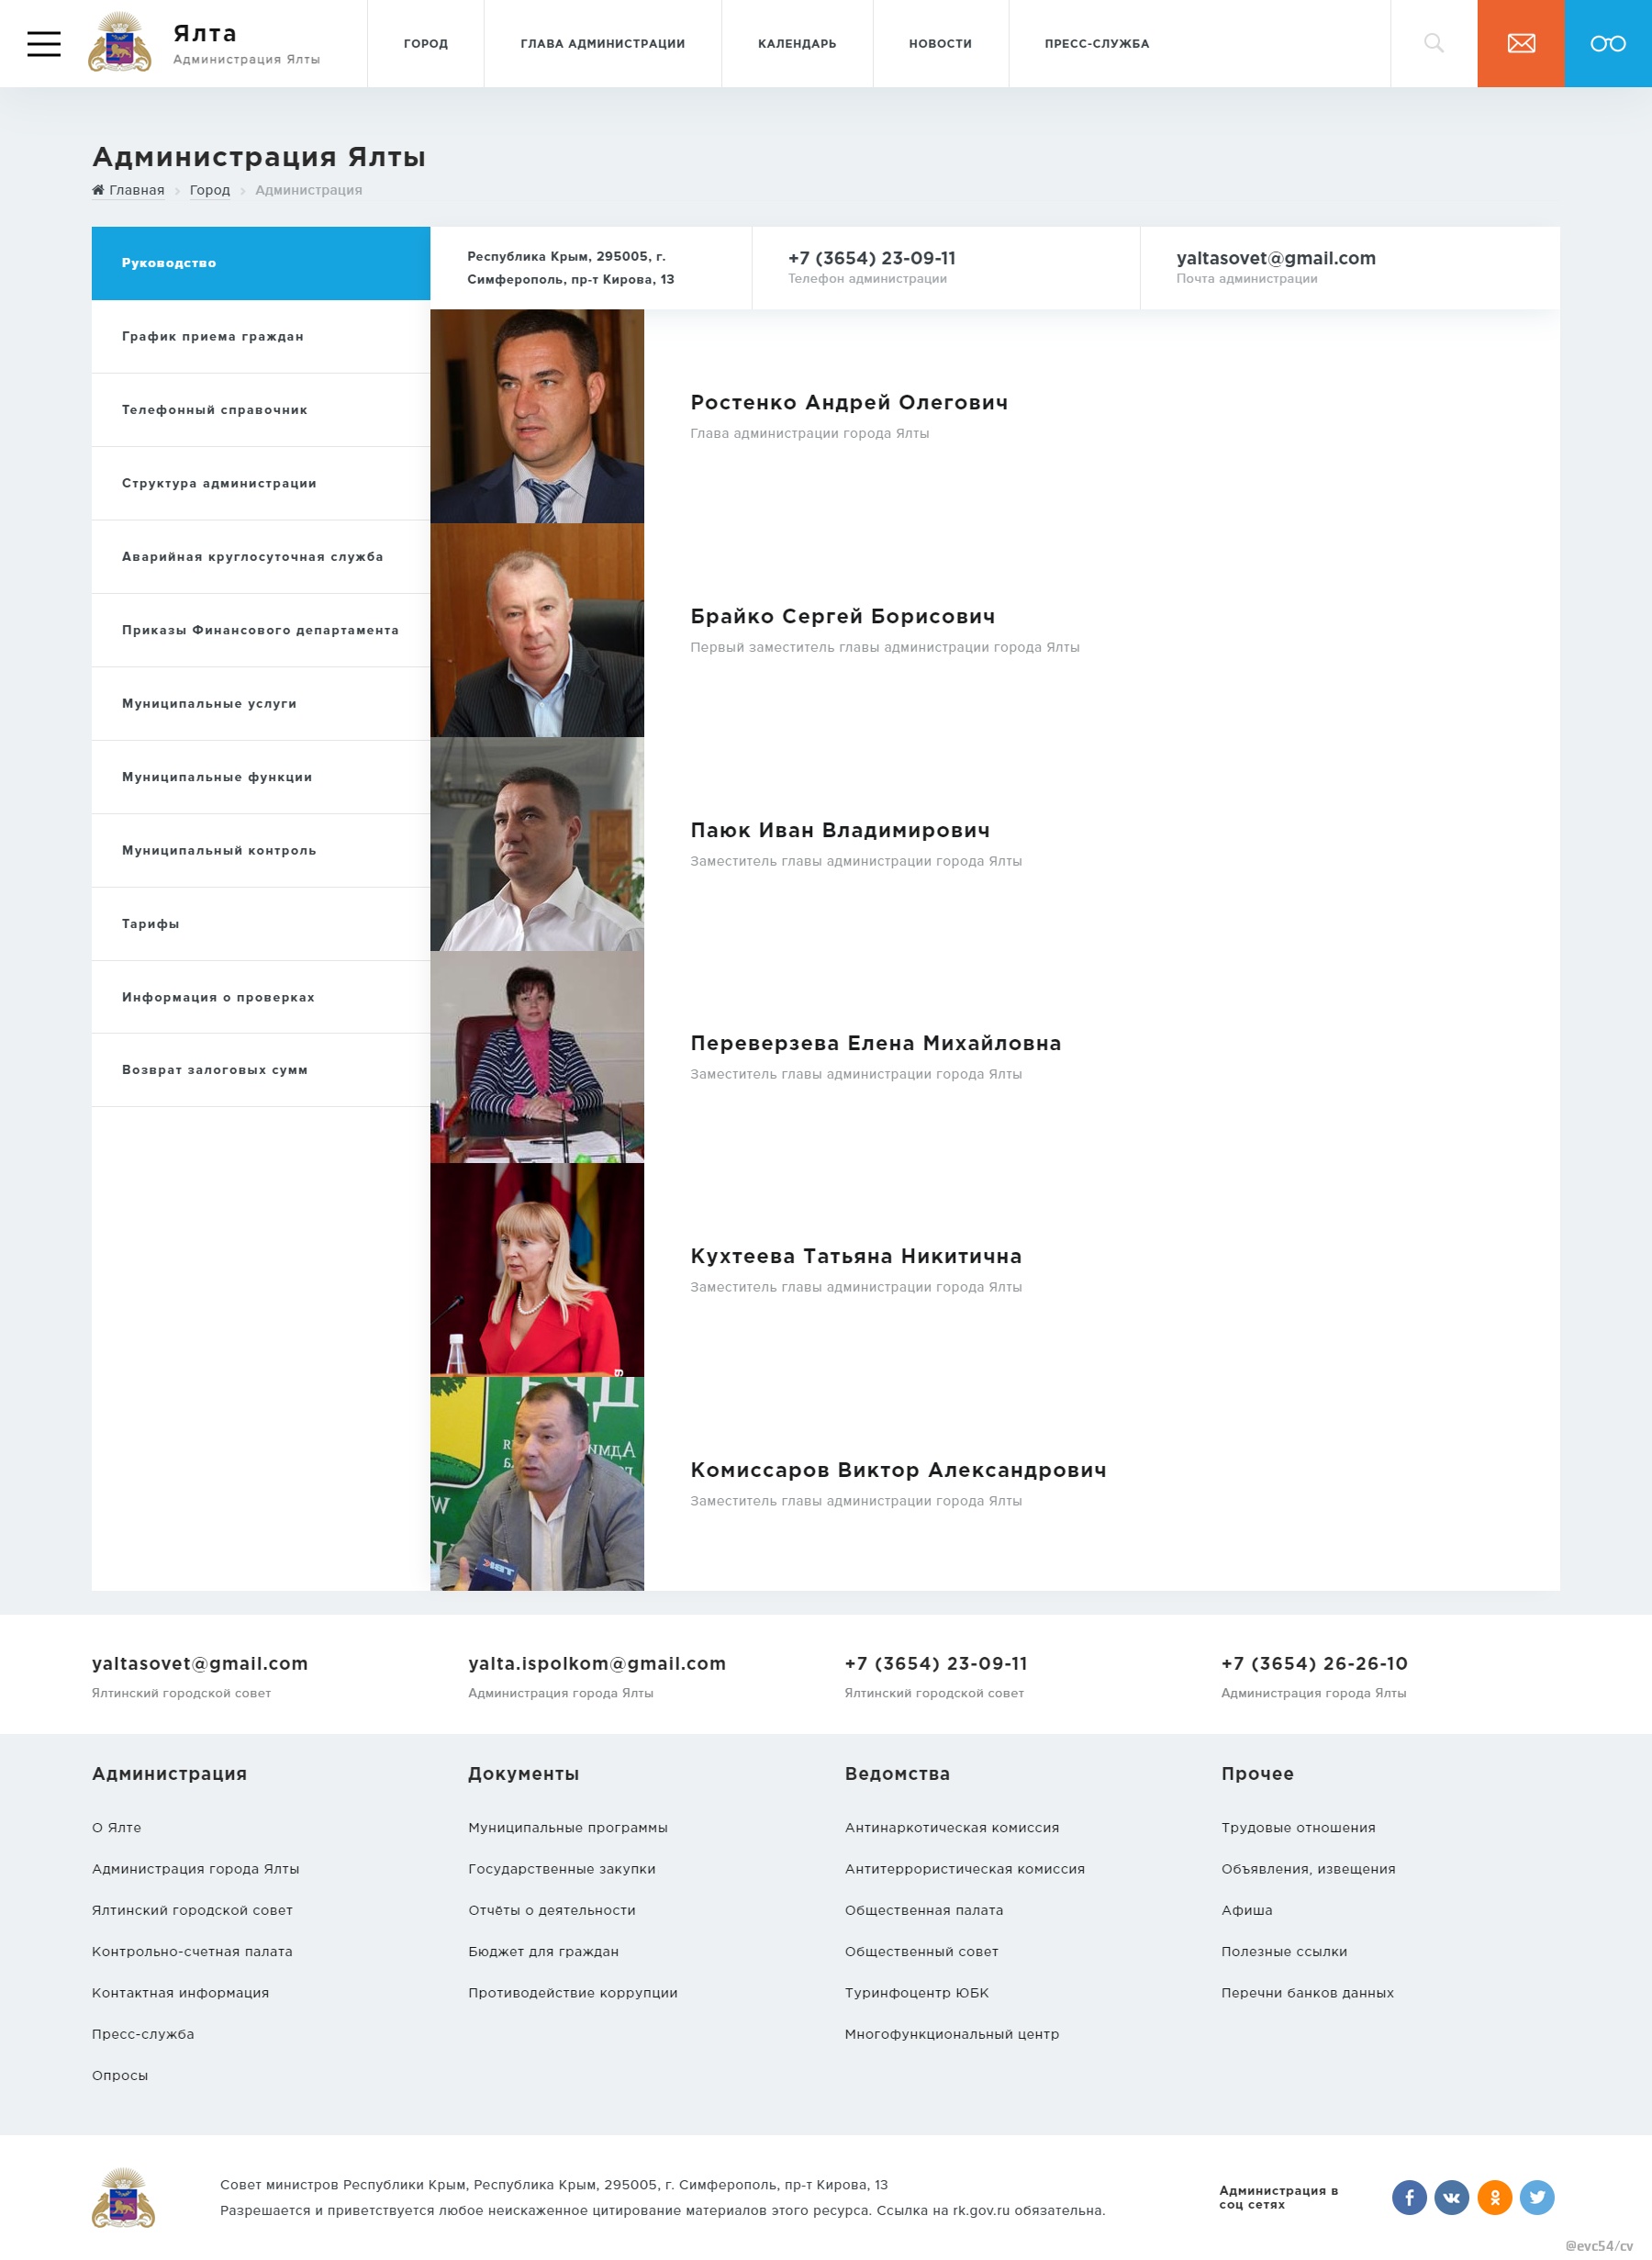 Ялта
Администрация Ялты
ГОРОД
ГЛАВА АДМИНИСТРАЦИИ
КАЛЕНДАРЬ
НОВОСТИ
ПРЕСС-СЛУЖБА
Администрация Ялты
Главная
Город
Администрация
Руководство
График приема граждан
Телефонный справочник
Структура администрации
Аварийная круглосуточная служба
Приказы Финансового департамента
Муниципальные услуги
Муниципальные функции
Муниципальный контроль
Тарифы
Информация о проверках
Возврат залоговых сумм
Республика Крым, 295005, г.
Симферополь, пр-т Кирова, 13
+7 (3654) 23-09-11
Телефон администрации
yaltasovet@gmail.com
Почта администрации
Ростенко Андрей Олегович
Глава администрации города Ялты
Брайко Сергей Борисович
Первый заместитель главы администрации города Ялты
Паюк Иван Владимирович
Заместитель главы администрации города Ялты
Переверзева Елена Михайловна
Заместитель главы администрации города Ялты
Кухтеева Татьяна Никитична
Заместитель главы администрации города Ялты
Комиссаров Виктор Александрович
Заместитель главы администрации города Ялты
yaltasovet@gmail.com
Ялтинский городской совет
yalta.ispolkom@gmail.com
Администрация города Ялты
+7 (3654) 23-09-11
Ялтинский городской совет
+7 (3654) 26-26-10
Администрация города Ялты
Администрация
О Ялте
Администрация города Ялты
Ялтинский городской совет
Контрольно-счетная палата
Контактная информация
Пресс-служба
Опросы
Документы
Муниципальные программы
Государственные закупки
Отчёты о деятельности
Бюджет для граждан
Противодействие коррупции
Ведомства
Антинаркотическая комиссия
Антитеррористическая комиссия
Общественная палата
Общественный совет
Туринфоцентр ЮБК
Многофункциональный центр
Прочее
Трудовые отношения
Объявления, извещения
Афиша
Полезные ссылки
Перечни банков данных
Совет министров Республики Крым, Республика Крым, 295005, г. Симферополь, пр-т Кирова, 13
Разрешается и приветствуется любое неискаженное цитирование материалов этого ресурса. Ссылка на rk.gov.ru обязательна.
Администрация в
соц сетях
@evc54/cv